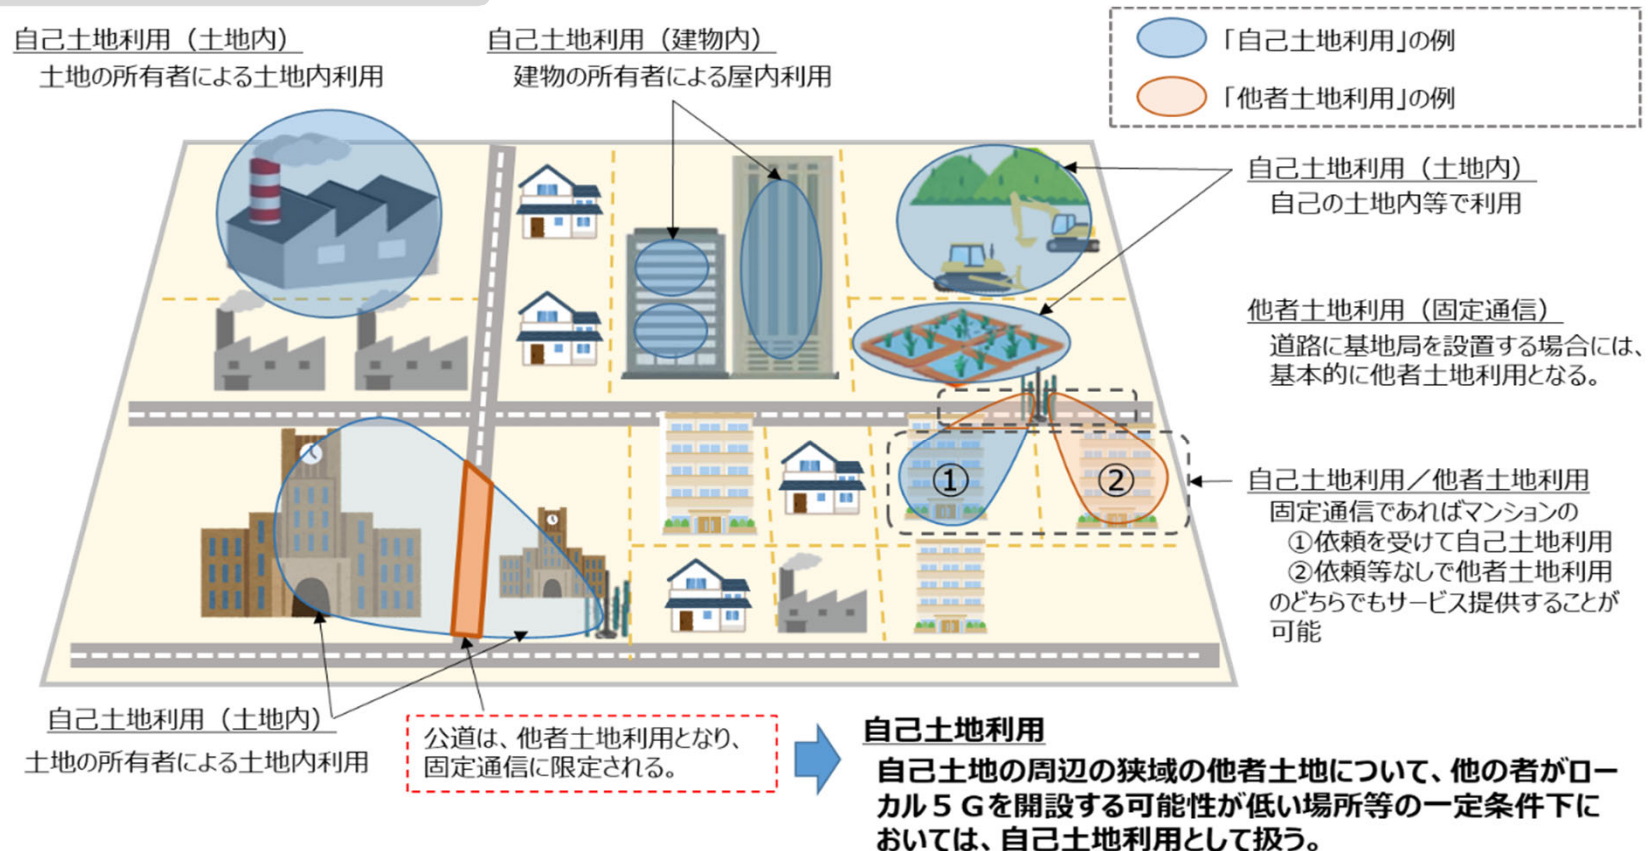 自己土地利用（土地内）
土地の所有者による土地内利用
自己土地利用（建物内）
建物の所有者による屋内利用
「自己土地利用」の例
「他者土地利用」の例
自己土地利用（土地内）
自己の土地内等で利用
他者土地利用（固定通信）
道路に基地局を設置する場合には、
基本的に他者土地利用となる。
①
②
自己土地利用／他者土地利用
固定通信であればマンションの
①依頼を受けて自己土地利用
②依頼等なしで他者土地利用
のどちらでもサービス提供することが
可能
自己土地利用（土地内）
土地の所有者による土地内利用
公道は、他者土地利用となり、
固定通信に限定される。
自己土地利用
自己土地の周辺の狭域の他者土地について、他の者がロー
カル５Ｇを開設する可能性が低い場所等の一定条件下に
おいては、自己土地利用として扱う。